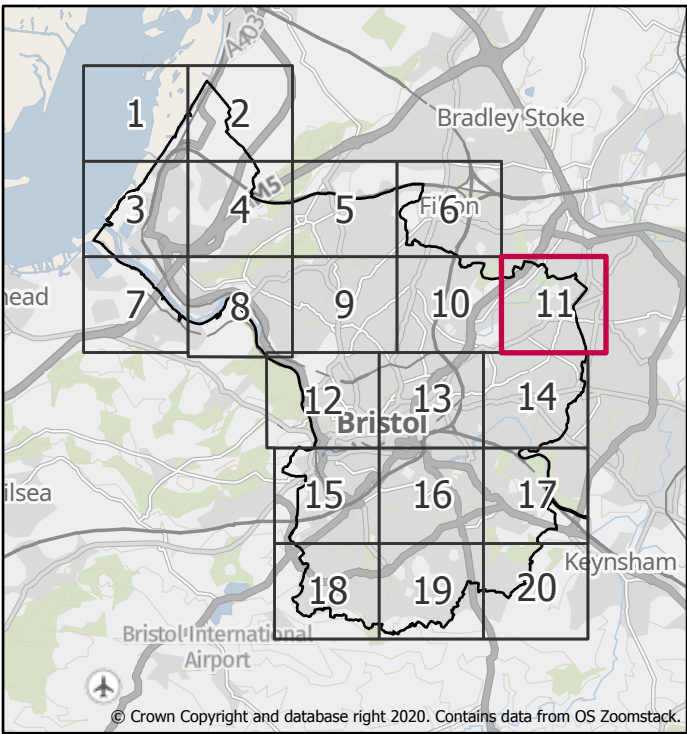 A403
1
2
Bradley Stoke
M5
3
4
5
Filton
6
ead
7
8
9
10
11
12
13
14
Bristol
ilsea
15
16
17
Keynsham
18
19
20
Bristol International
Airport
© Crown Copyright and database right 2020. Contains data from OS Zoomstack.